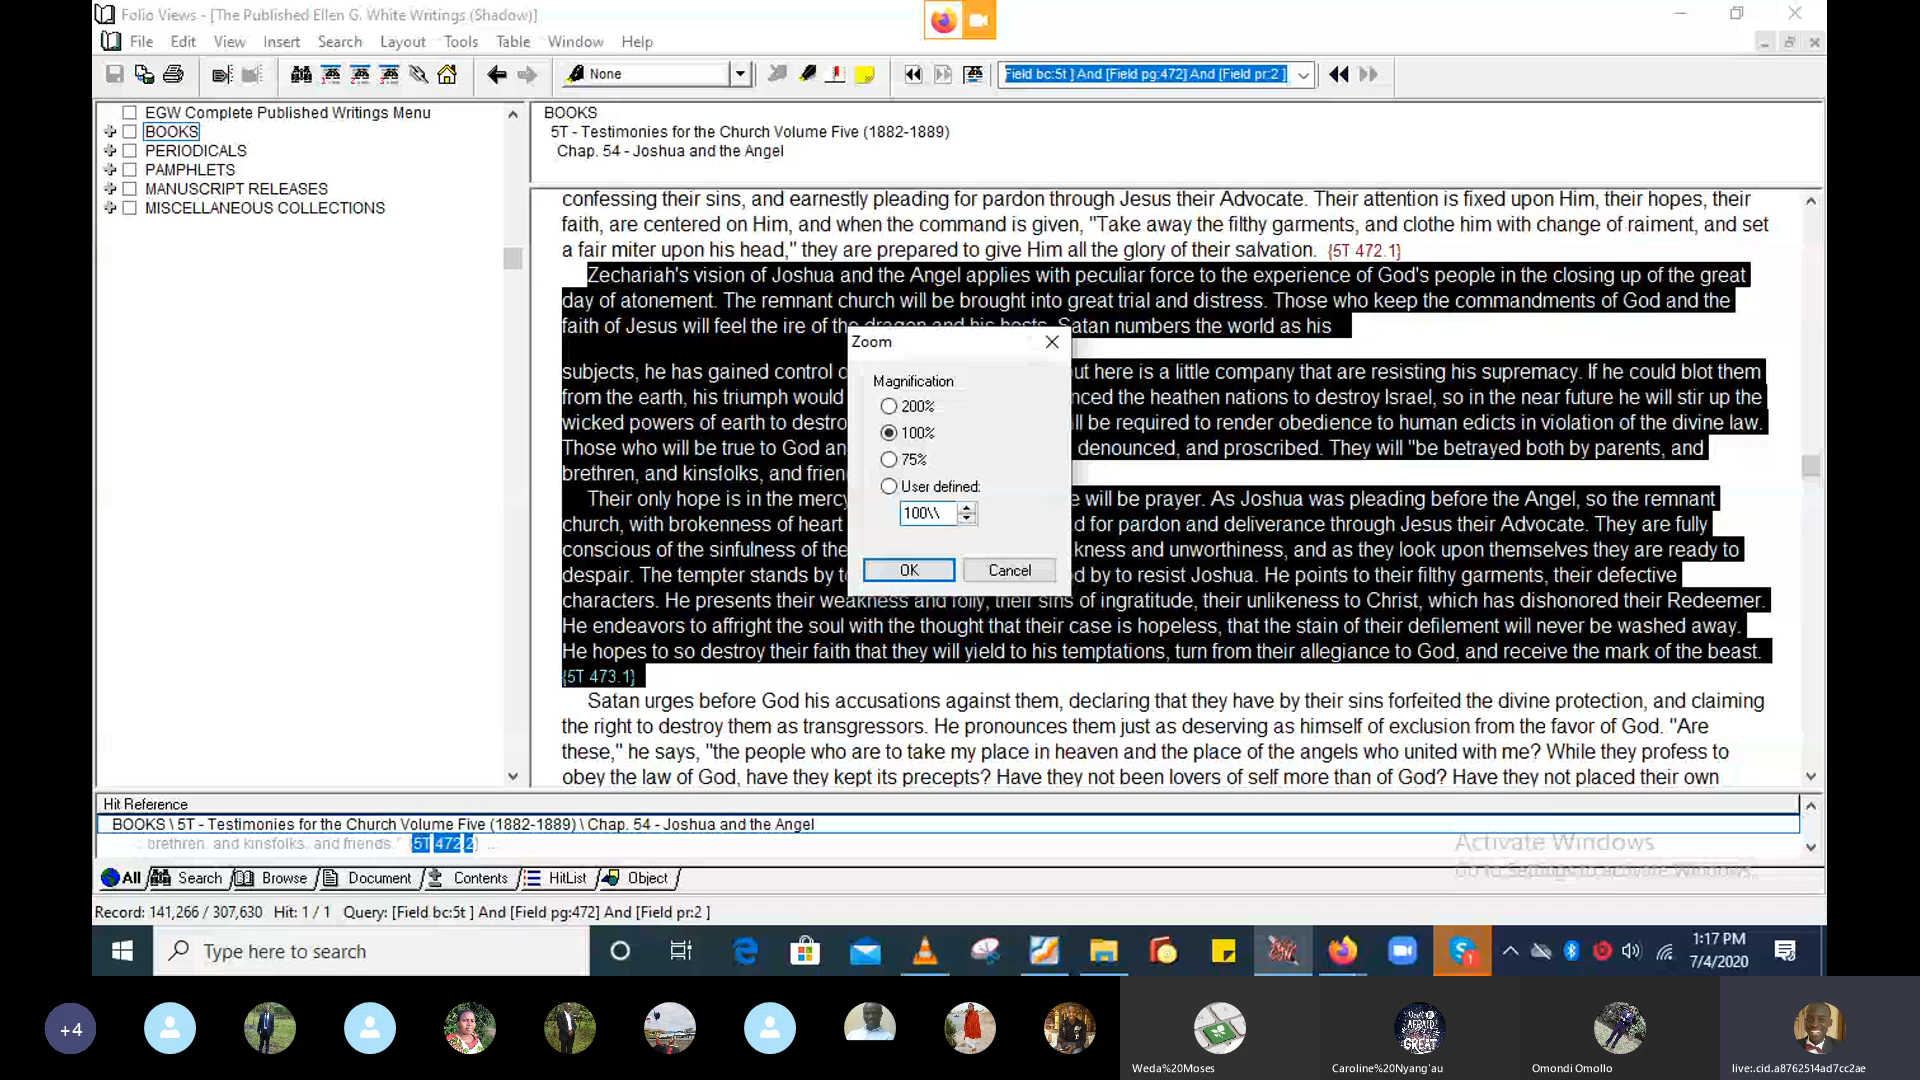 Folio Views - [The Published Ellen G. White Writings (Shadow)]
File Edit View Insert Search Layout Tools Table Window Help
None
Field bc:5t ] And [Field pg:472] And [Field pr:2 ]
EGW Complete Published Writings Menu
BOOKS
PERIODICALS
PAMPHLETS
MANUSCRIPT RELEASES
MISCELLANEOUS COLLECTIONS
BOOKS
5T - Testimonies for the Church Volume Five (1882-1889)
Chap. 54 - Joshua and the Angel
confessing their sins, and earnestly pleading for pardon through Jesus their Advocate. Their attention is fixed upon Him, their hopes, their
faith, are centered on Him, and when the command is given, "Take away the filthy garments, and clothe him with change of raiment, and set
a fair miter upon his head," they are prepared to give Him all the glory of their salvation. {5T 472.1}
Zechariah's vision of Joshua and the Angel applies with peculiar force to the experience of God's people in the closing up of the great
day of atonement. The remnant church will be brought into great trial and distress. Those who keep the commandments of God and the
faith of Jesus will feel the ire of the dragon and his hosts. Satan numbers the world as his
subjects, he has gained control o ut here is a little company that are resisting his supremacy. If he could blot them
from the earth, his triumph would nced the heathen nations to destroy Israel, so in the near future he will stir up the
wicked powers of earth to destro ll be required to render obedience to human edicts in violation of the divine law.
Those who will be true to God an denounced, and proscribed. They will "be betrayed both by parents, and
brethren, and kinsfolks, and frien
Their only hope is in the mercy e will be prayer. As Joshua was pleading before the Angel, so the remnant
church, with brokenness of heart d for pardon and deliverance through Jesus their Advocate. They are fully
conscious of the sinfulness of the kness and unworthiness, and as they look upon themselves they are ready to
despair. The tempter stands by to d by to resist Joshua. He points to their filthy garments, their defective
characters. He presents their weakness and folly, their sins of ingratitude, their unlikeness to Christ, which has dishonored their Redeemer.
He endeavors to affright the soul with the thought that their case is hopeless, that the stain of their defilement will never be washed away.
He hopes to so destroy their faith that they will yield to his temptations, turn from their allegiance to God, and receive the mark of the beast.
{5T 473.1}
Satan urges before God his accusations against them, declaring that they have by their sins forfeited the divine protection, and claiming
the right to destroy them as transgressors. He pronounces them just as deserving as himself of exclusion from the favor of God. "Are
these," he says, "the people who are to take my place in heaven and the place of the angels who united with me? While they profess to
obey the law of God, have they kept its precepts? Have they not been lovers of self more than of God? Have they not placed their own
Zoom
Magnification
200%
100%
75%
User defined:
100\\
OK Cancel
Hit Reference
BOOKS \ 5T - Testimonies for the Church Volume Five (1882-1889) \ Chap. 54 - Joshua and the Angel
... brethren, and kinsfolks, and friends." {5T 472.2} ...
Activate Windows
Go to Settings to activate Windows.
All Search Browse Document Contents HitList Object
Record: 141,266 / 307,630 Hit: 1 / 1 Query: [Field bc:5t ] And [Field pg:472] And [Field pr:2 ]
Type here to search
1:17 PM
7/4/2020
+4
Weda%20Moses
Caroline%20Nyang'au
Omondi Omollo
live:.cid.a8762514ad7cc2ae